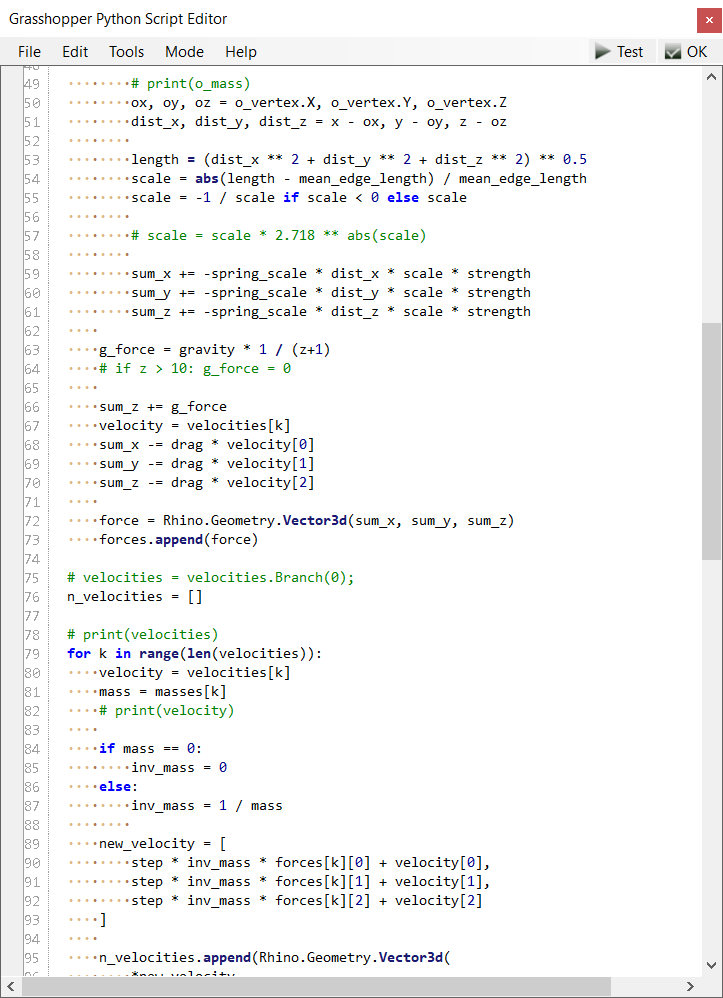 Grasshopper Python Script Editor
File Edit Tools Mode Help Test OK
49 # print(o_mass)
50 ox, oy, oz = o_vertex.X, o_vertex.Y, o_vertex.Z
51 dist_x, dist_y, dist_z = x - ox, y - oy, z - oz
52
53 length = (dist_x ** 2 + dist_y ** 2 + dist_z ** 2) ** 0.5
54 scale = abs(length - mean_edge_length) / mean_edge_length
55 scale = -1 / scale if scale < 0 else scale
56
57 # scale = scale * 2.718 ** abs(scale)
58
59 sum_x += -spring_scale * dist_x * scale * strength
60 sum_y += -spring_scale * dist_y * scale * strength
61 sum_z += -spring_scale * dist_z * scale * strength
62
63 g_force = gravity * 1 / (z+1)
64 # if z > 10: g_force = 0
65
66 sum_z += g_force
67 velocity = velocities[k]
68 sum_x -= drag * velocity[0]
69 sum_y -= drag * velocity[1]
70 sum_z -= drag * velocity[2]
71
72 force = Rhino.Geometry.Vector3d(sum_x, sum_y, sum_z)
73 forces.append(force)
74
75 # velocities = velocities.Branch(0);
76 n_velocities = []
77
78 # print(velocities)
79 for k in range(len(velocities)):
80 velocity = velocities[k]
81 mass = masses[k]
82 # print(velocity)
83
84 if mass == 0:
85 inv_mass = 0
86 else:
87 inv_mass = 1 / mass
88
89 new_velocity = [
90 step * inv_mass * forces[k][0] + velocity[0],
91 step * inv_mass * forces[k][1] + velocity[1],
92 step * inv_mass * forces[k][2] + velocity[2]
93 ]
94
95 n_velocities.append(Rhino.Geometry.Vector3d(